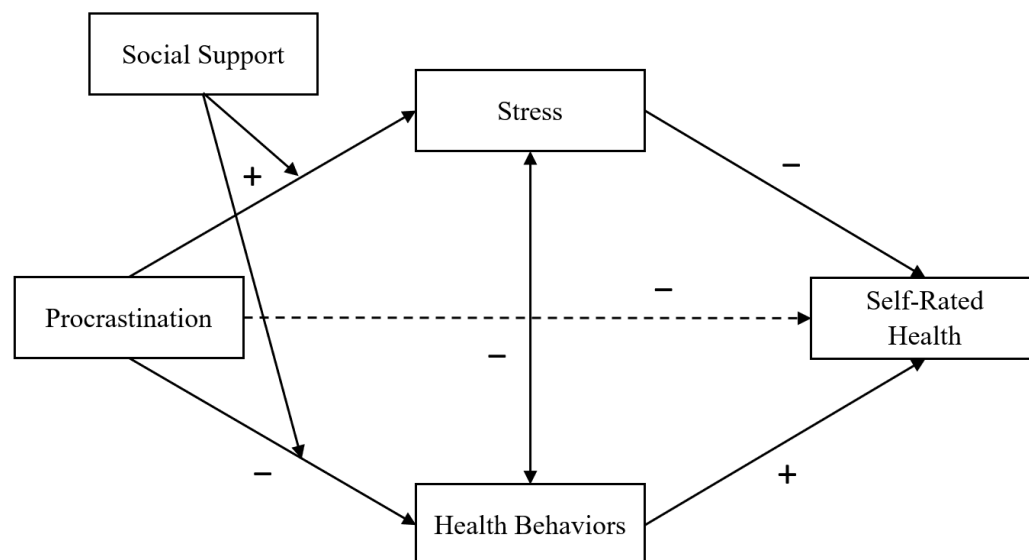 Social Support
Stress
+
−
Procrastination
−
Self-Rated
Health
−
−
+
Health Behaviors